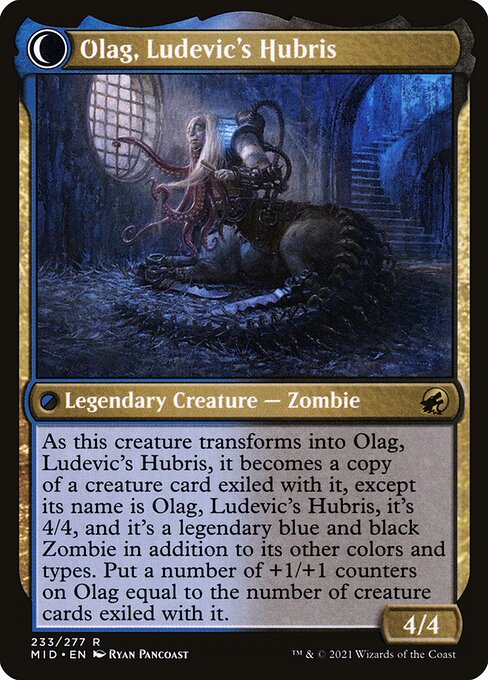 Olag, Ludevic's Hubris
Legendary Creature — Zombie
As this creature transforms into Olag,
Ludevic's Hubris, it becomes a copy
of a creature card exiled with it, except
its name is Olag, Ludevic's Hubris, it's
4/4, and it's a legendary blue and black
Zombie in addition to its other colors and
types. Put a number of +1/+1 counters
on Olag equal to the number of creature
cards exiled with it.
4/4
233/277 R
MID • EN RYAN PANCOAST
™ & © 2021 Wizards of the Coast